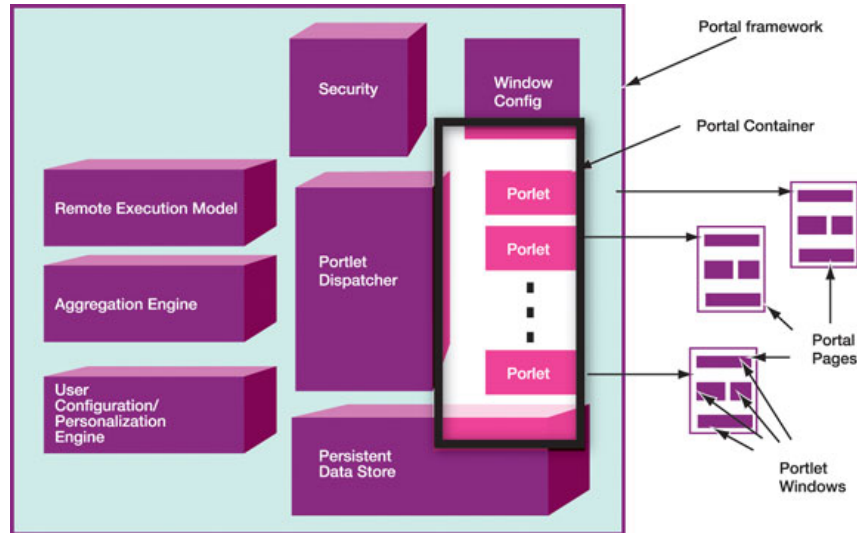 Portal framework
Security
Window
Config
Portal Container
Remote Execution Model
Porlet
Portlet
Dispatcher
Porlet
Aggregation Engine
Portal
Pages
Porlet
User
Configuration/
Personalization
Engine
Persistent
Data Store
Portlet
Windows